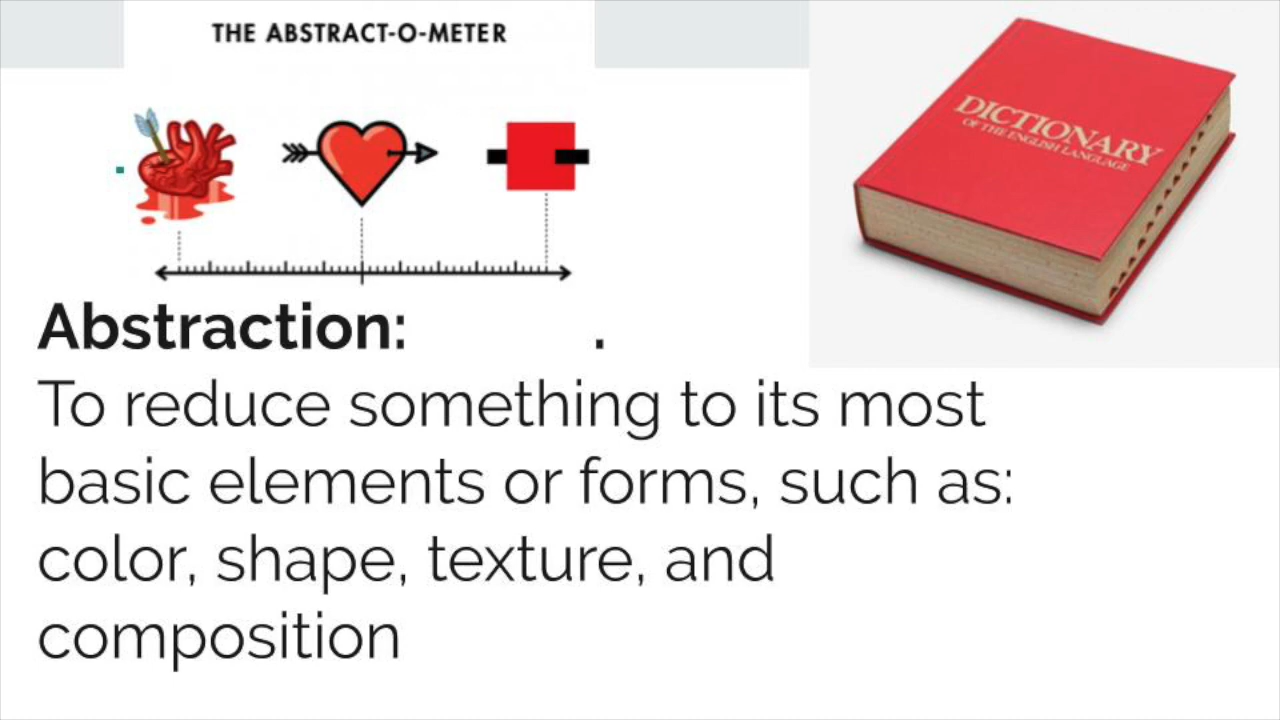 THE ABSTRACT-O-METER
DICTIONARY
OF THE ENGLISH LANGUAGE
Abstraction: .
To reduce something to its most
basic elements or forms, such as:
color, shape, texture, and
composition